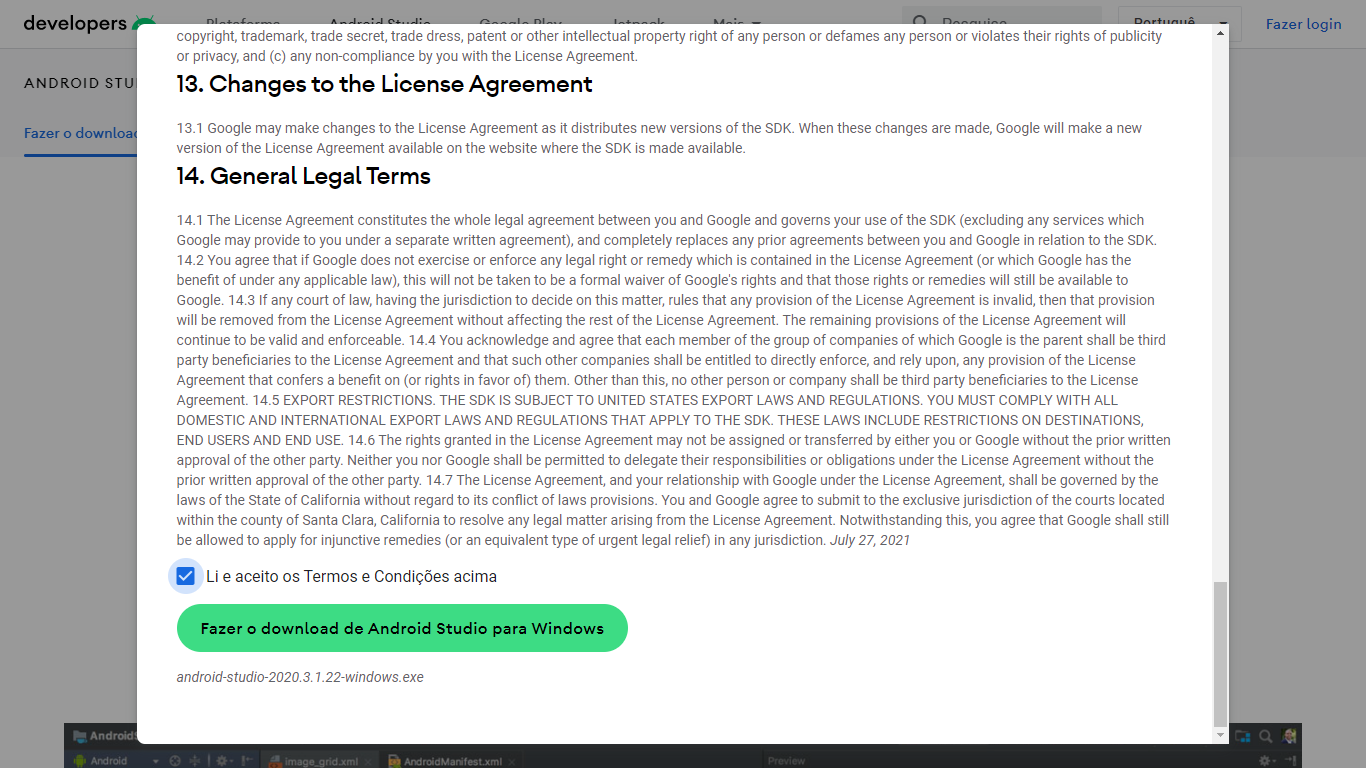 developers
Plataforma Android Studio Google Play Jetpack Mais Pesquisa Português Fazer login
copyright, trademark, trade secret, trade dress, patent or other intellectual property right of any person or defames any person or violates their rights of publicity
or privacy, and (c) any non-compliance by you with the License Agreement.
13. Changes to the License Agreement
ANDROID STU
13.1 Google may make changes to the License Agreement as it distributes new versions of the SDK. When these changes are made, Google will make a new
Fazer o download
version of the License Agreement available on the website where the SDK is made available.
14. General Legal Terms
14.1 The License Agreement constitutes the whole legal agreement between you and Google and governs your use of the SDK (excluding any services which
Google may provide to you under a separate written agreement), and completely replaces any prior agreements between you and Google in relation to the SDK.
14.2 You agree that if Google does not exercise or enforce any legal right or remedy which is contained in the License Agreement (or which Google has the
benefit of under any applicable law), this will not be taken to be a formal waiver of Google's rights and that those rights or remedies will still be available to
Google. 14.3 If any court of law, having the jurisdiction to decide on this matter, rules that any provision of the License Agreement is invalid, then that provision
will be removed from the License Agreement without affecting the rest of the License Agreement. The remaining provisions of the License Agreement will
continue to be valid and enforceable. 14.4 You acknowledge and agree that each member of the group of companies of which Google is the parent shall be third
party beneficiaries to the License Agreement and that such other companies shall be entitled to directly enforce, and rely upon, any provision of the License
Agreement that confers a benefit on (or rights in favor of) them. Other than this, no other person or company shall be third party beneficiaries to the License
Agreement. 14.5 EXPORT RESTRICTIONS. THE SDK IS SUBJECT TO UNITED STATES EXPORT LAWS AND REGULATIONS. YOU MUST COMPLY WITH ALL
DOMESTIC AND INTERNATIONAL EXPORT LAWS AND REGULATIONS THAT APPLY TO THE SDK. THESE LAWS INCLUDE RESTRICTIONS ON DESTINATIONS,
END USERS AND END USE. 14.6 The rights granted in the License Agreement may not be assigned or transferred by either you or Google without the prior written
approval of the other party. Neither you nor Google shall be permitted to delegate their responsibilities or obligations under the License Agreement without the
prior written approval of the other party. 14.7 The License Agreement, and your relationship with Google under the License Agreement, shall be governed by the
laws of the State of California without regard to its conflict of laws provisions. You and Google agree to submit to the exclusive jurisdiction of the courts located
within the county of Santa Clara, California to resolve any legal matter arising from the License Agreement. Notwithstanding this, you agree that Google shall still
be allowed to apply for injunctive remedies (or an equivalent type of urgent legal relief) in any jurisdiction. July 27, 2021
Li e aceito os Termos e Condições acima
Fazer o download de Android Studio para Windows
android-studio-2020.3.1.22-windows.exe
AndroidS
Android image_grid.xml AndroidManifest.xml Preview